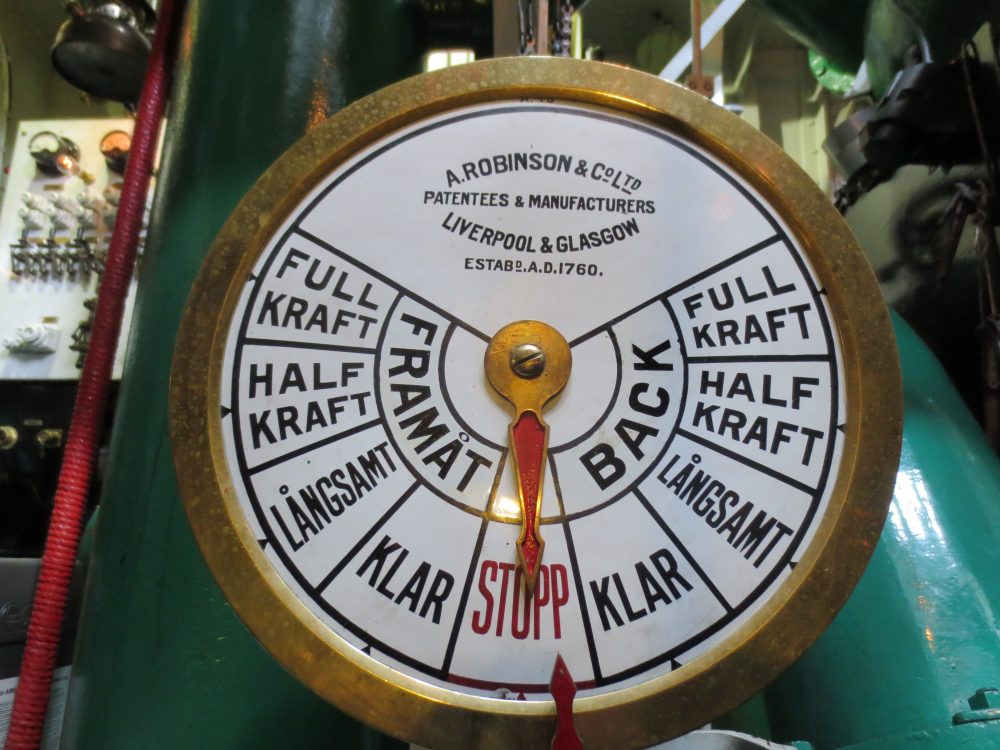 A.ROBINSON & Cº LTD
PATENTEES & MANUFACTURERS
LIVERPOOL & GLASGOW
ESTABD. A.D.1760.
FULL
KRAFT
HALF
KRAFT
LÅNGSAMT
KLAR
FRAMÅT
STOPP
BACK
FULL
KRAFT
HALF
KRAFT
LÅNGSAMT
KLAR